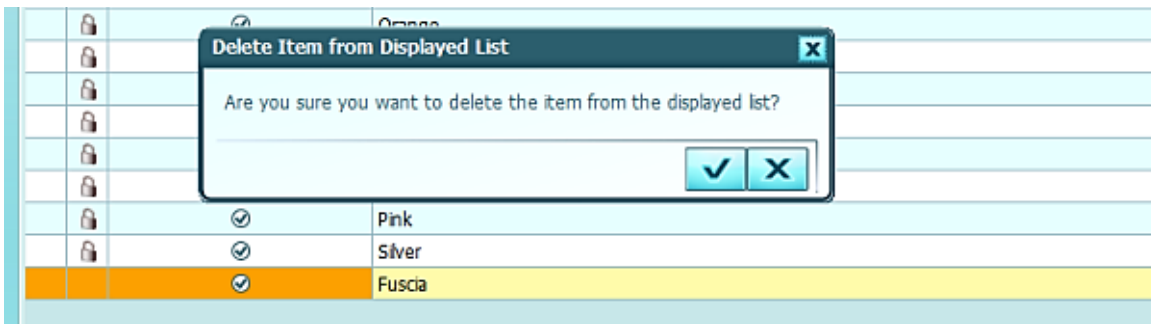 Orange
Delete Item from Displayed List
Are you sure you want to delete the item from the displayed list?
Pink
Silver
Fuscia